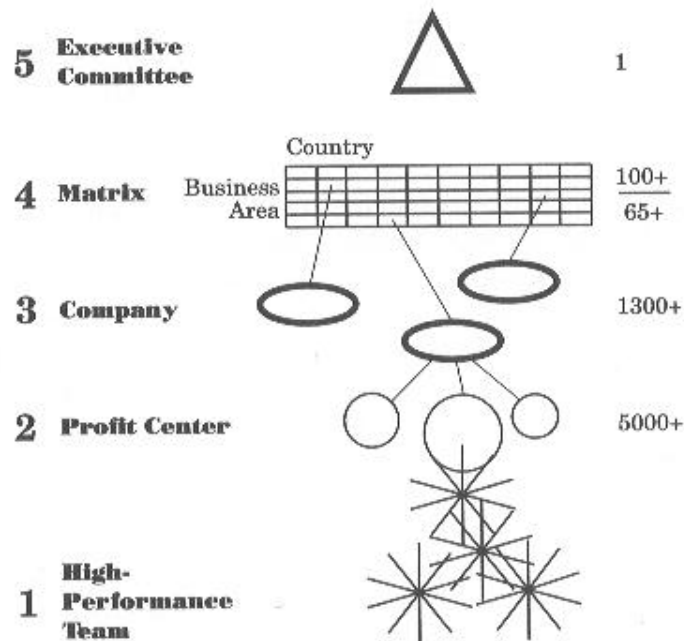 5 Executive
Committee
1
Country
4 Matrix
Business
Area
100+
65+
3 Company
1300+
2 Profit Center
5000+
1 High-
Performance
Team